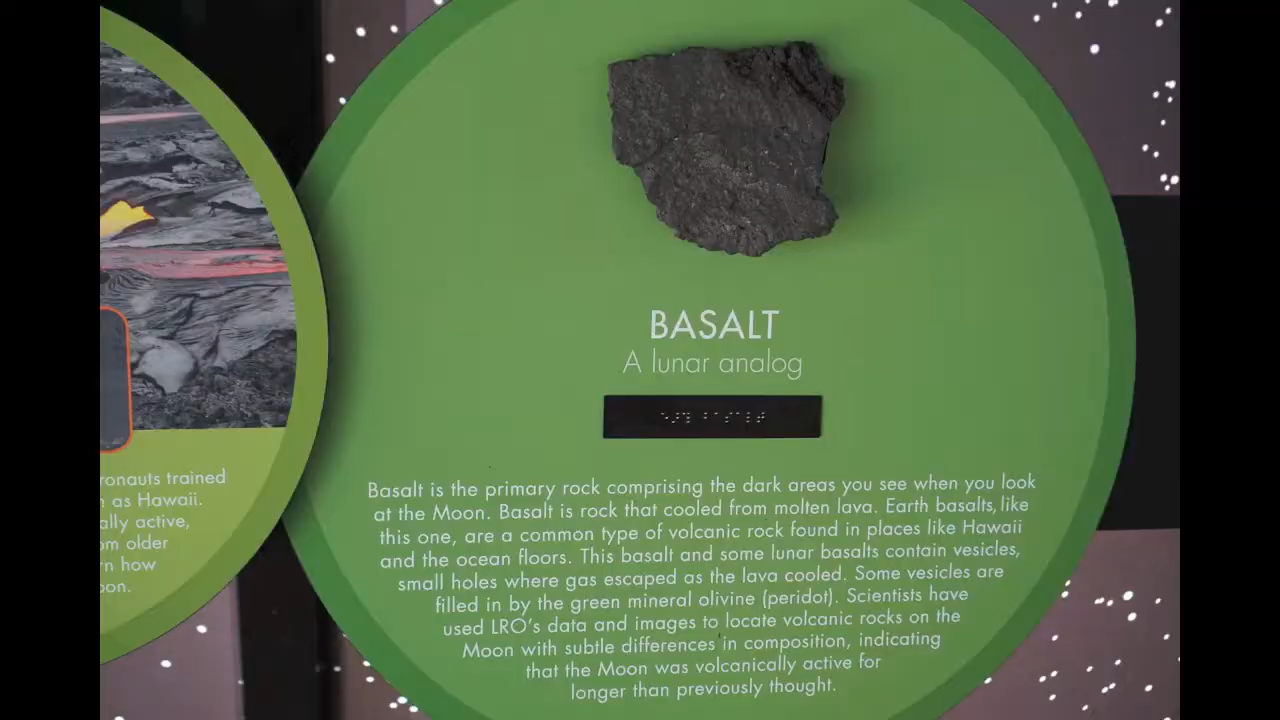 BASALT
A lunar analog
Basalt is the primary rock comprising the dark areas you see when you look
at the Moon. Basalt is rock that cooled from molten lava. Earth basalts, like
this one, are a common type of volcanic rock found in places like Hawaii
and the ocean floors. This basalt and some lunar basalts contain vesicles,
small holes where gas escaped as the lava cooled. Some vesicles are
filled in by the green mineral olivine (peridot). Scientists have
used LRO's data and images to locate volcanic rocks on the
Moon with subtle differences in composition, indicating
that the Moon was volcanically active for
longer than previously thought.
ronauts trained
as Hawaii.
ally active,
om older
n how
oon.